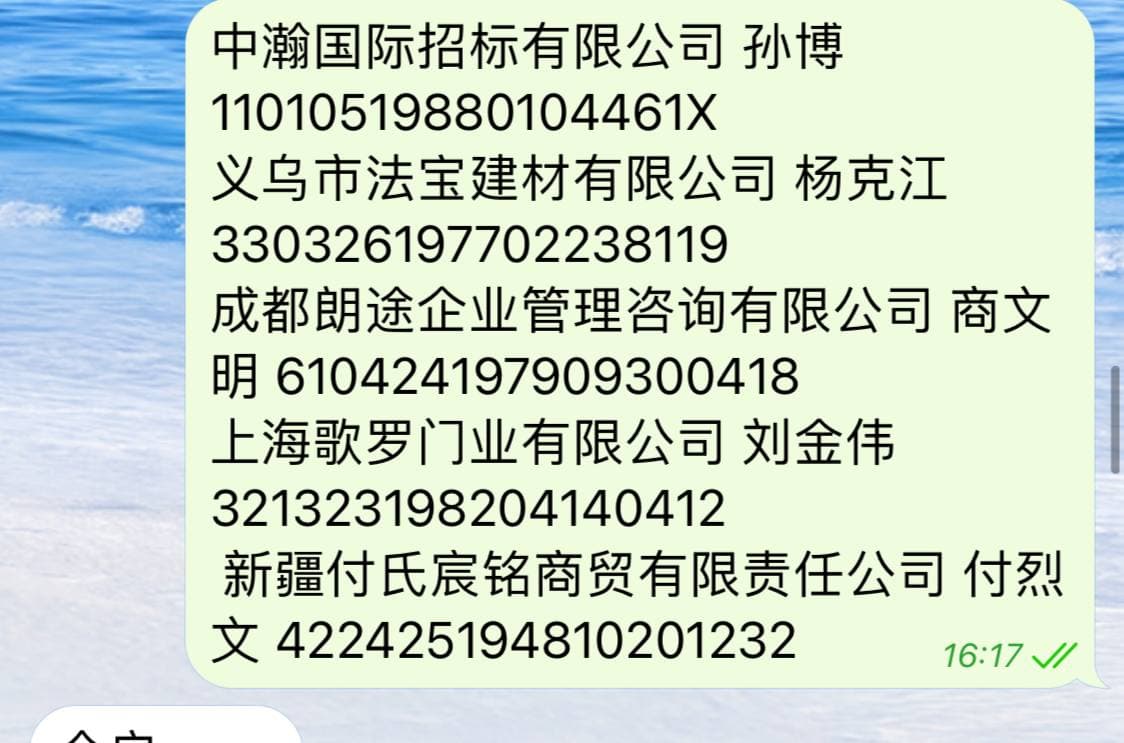 中瀚国际招标有限公司 孙博
11010519880104461X
义乌市法宝建材有限公司 杨克江
330326197702238119
成都朗途企业管理咨询有限公司 商文
明 610424197909300418
上海歌罗门业有限公司 刘金伟
321323198204140412
新疆付氏宸铭商贸有限责任公司 付烈
文 422425194810201232
16:17